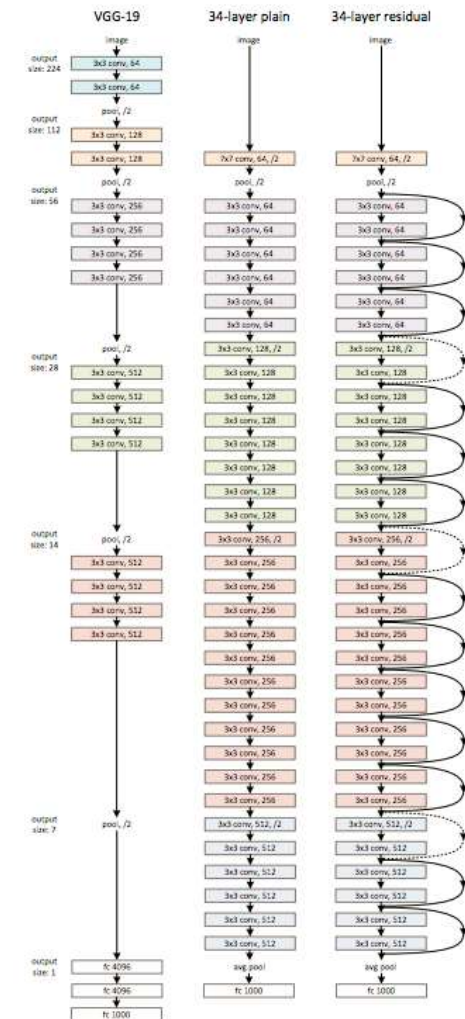 VGG-19
image
output
size: 224
3x3 conv, 64
3x3 conv, 64
pool, /2
output
size: 112
3x3 conv, 128
3x3 conv, 128
pool, /2
output
size: 56
3x3 conv, 256
3x3 conv, 256
3x3 conv, 256
3x3 conv, 256
pool, /2
output
size: 28
3x3 conv, 512
3x3 conv, 512
3x3 conv, 512
3x3 conv, 512
pool, /2
output
size: 14
3x3 conv, 512
3x3 conv, 512
3x3 conv, 512
3x3 conv, 512
output
size: 7
pool, /2
output
size: 1
fc 4096
fc 4096
fc 1000
34-layer plain
image
7x7 conv, 64, /2
pool, /2
3x3 conv, 64
3x3 conv, 64
3x3 conv, 64
3x3 conv, 64
3x3 conv, 64
3x3 conv, 64
3x3 conv, 128, /2
3x3 conv, 128
3x3 conv, 128
3x3 conv, 128
3x3 conv, 128
3x3 conv, 128
3x3 conv, 128
3x3 conv, 128
3x3 conv, 256, /2
3x3 conv, 256
3x3 conv, 256
3x3 conv, 256
3x3 conv, 256
3x3 conv, 256
3x3 conv, 256
3x3 conv, 256
3x3 conv, 256
3x3 conv, 256
3x3 conv, 256
3x3 conv, 256
3x3 conv, 512, /2
3x3 conv, 512
3x3 conv, 512
3x3 conv, 512
3x3 conv, 512
3x3 conv, 512
avg pool
fc 1000
34-layer residual
image
7x7 conv, 64, /2
pool, /2
3x3 conv, 64
3x3 conv, 64
3x3 conv, 64
3x3 conv, 64
3x3 conv, 64
3x3 conv, 64
3x3 conv, 128, /2
3x3 conv, 128
3x3 conv, 128
3x3 conv, 128
3x3 conv, 128
3x3 conv, 128
3x3 conv, 128
3x3 conv, 128
3x3 conv, 256, /2
3x3 conv, 256
3x3 conv, 256
3x3 conv, 256
3x3 conv, 256
3x3 conv, 256
3x3 conv, 256
3x3 conv, 256
3x3 conv, 256
3x3 conv, 256
3x3 conv, 256
3x3 conv, 256
3x3 conv, 512, /2
3x3 conv, 512
3x3 conv, 512
3x3 conv, 512
3x3 conv, 512
3x3 conv, 512
avg pool
fc 1000